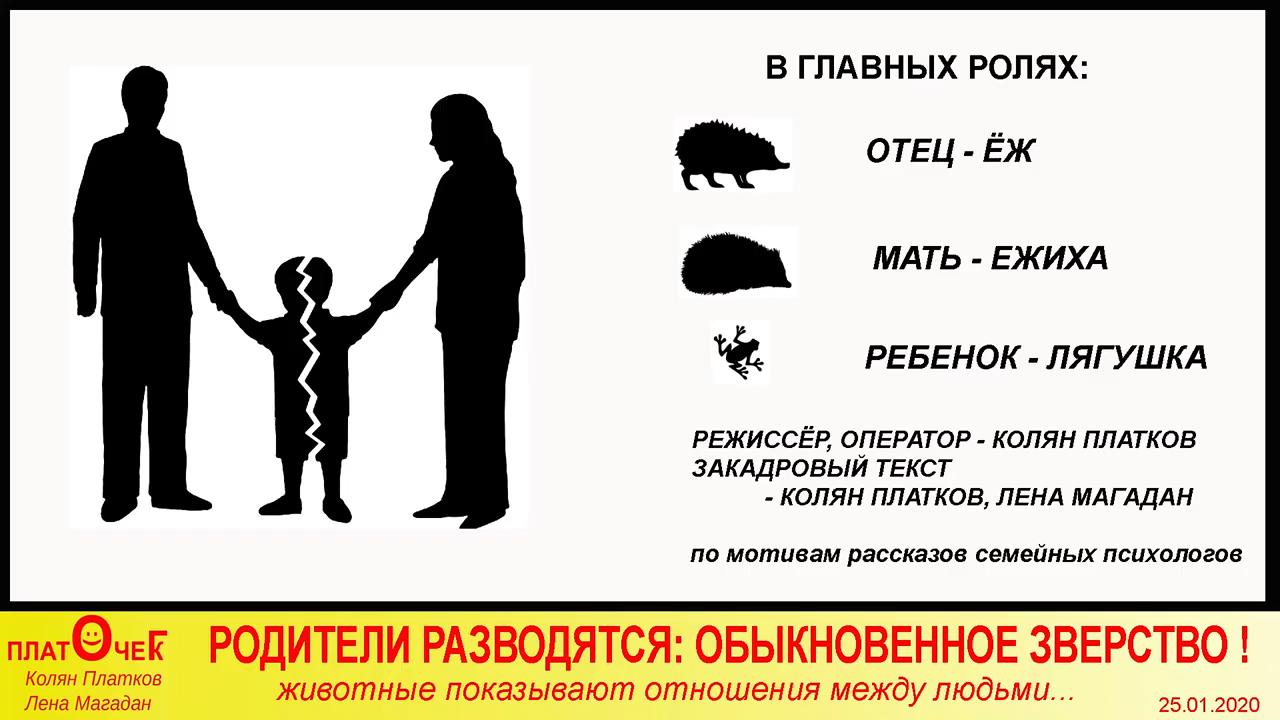 В ГЛАВНЫХ РОЛЯХ:
ОТЕЦ - ЁЖ
МАТЬ - ЕЖИХА
РЕБЕНОК - ЛЯГУШКА
РЕЖИССЁР, ОПЕРАТОР - КОЛЯН ПЛАТКОВ
ЗАКАДРОВЫЙ ТЕКСТ
- КОЛЯН ПЛАТКОВ, ЛЕНА МАГАДАН
по мотивам рассказов семейных психологов
ПЛАТОЧЕК
Колян Платков
Лена Магадан
РОДИТЕЛИ РАЗВОДЯТСЯ: ОБЫКНОВЕННОЕ ЗВЕРСТВО !
животные показывают отношения между людьми...
25.01.2020